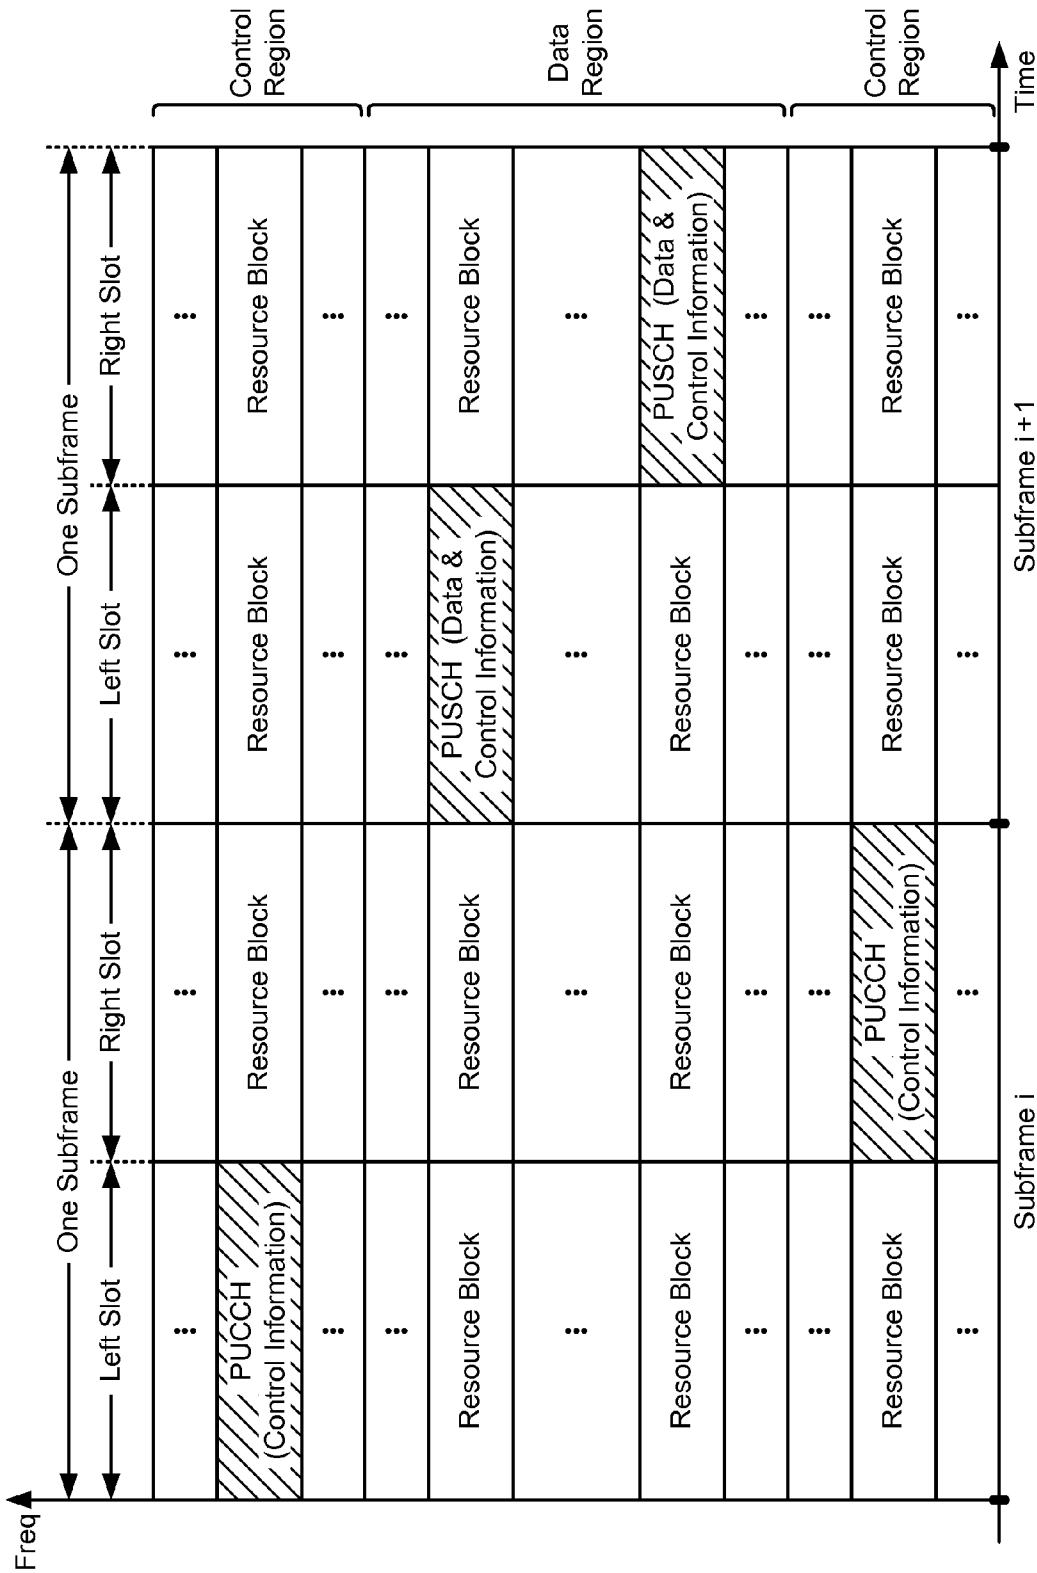 Freq
One Subframe
One Subframe
Left Slot
Right Slot
Left Slot
Right Slot
... ... ... ...
PUCCH
(Control Information)
Resource Block
Resource Block
Resource Block
Control
Region
... ... ... ...
... ... ... ...
Resource Block
Resource Block
PUSCH (Data &
Control Information)
Resource Block
... ... ... ...
Data
Region
Resource Block
Resource Block
Resource Block
PUSCH (Data &
Control Information)
... ... ... ...
... ... ... ...
Resource Block
PUCCH
(Control Information)
Resource Block
Resource Block
Control
Region
... ... ... ...
Subframe i
Subframe i + 1
Time